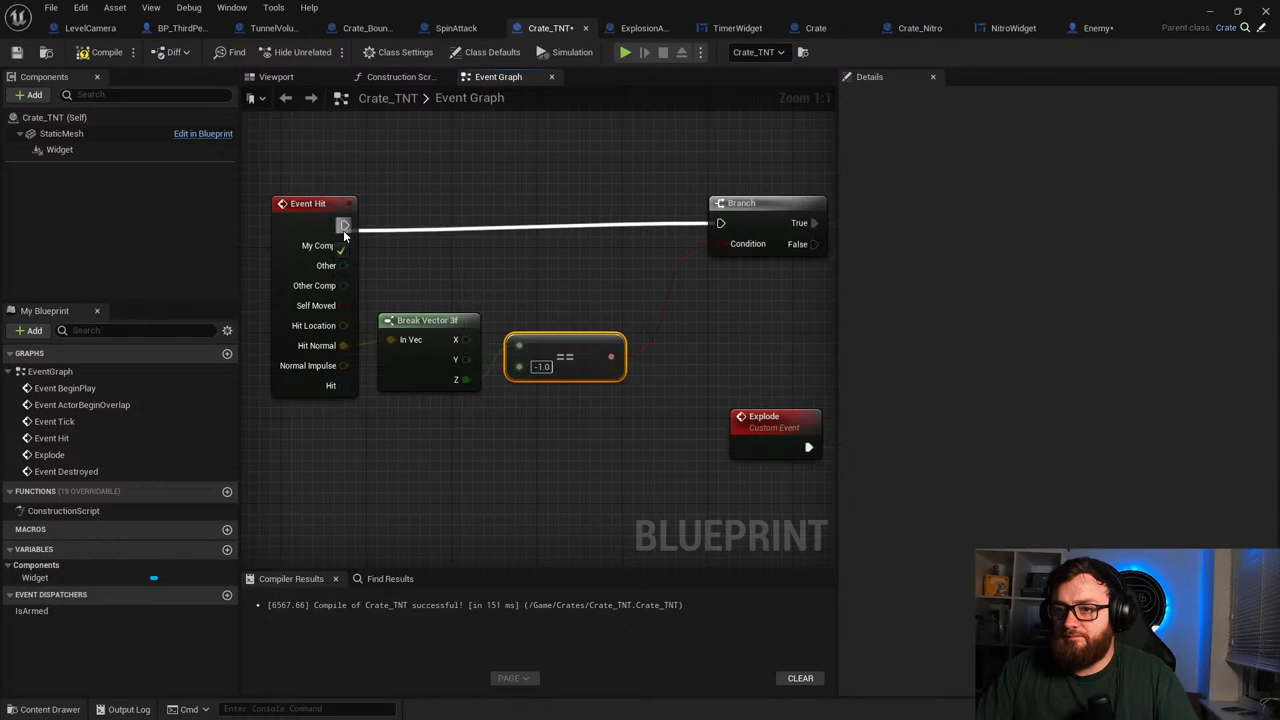 File Edit Asset View Debug Window Tools Help
LevelCamera BP_ThirdPe... TunnelVolu... Crate_Boun... SpinAttack Crate_TNT* ExplosionA... TimerWidget Crate Crate_Nitro NitroWidget Enemy* Parent class: Crate
Compile Diff Find Hide Unrelated Class Settings Class Defaults Simulation Crate_TNT
Components Viewport Construction Scr... Event Graph Details
Add Search
Crate_TNT > Event Graph Zoom 1:1
Crate_TNT (Self)
StaticMesh Edit in Blueprint
Widget
Event Hit
My Comp
Other
Other Comp
Self Moved
Hit Location
Hit Normal
Normal Impulse
Hit
Branch
True
Condition False
Break Vector 3f
In Vec X
Y
Z
==
-1.0
Explode
Custom Event
BLUEPRINT
My Blueprint
Add Search
GRAPHS
EventGraph
Event BeginPlay
Event ActorBeginOverlap
Event Tick
Event Hit
Explode
Event Destroyed
FUNCTIONS (19 OVERRIDABLE)
ConstructionScript
MACROS
VARIABLES
Components
Widget
EVENT DISPATCHERS
IsArmed
Compiler Results Find Results
[6567.66] Compile of Crate_TNT successful! [in 151 ms] (/Game/Crates/Crate_TNT.Crate_TNT)
PAGE CLEAR
Content Drawer Output Log Cmd Enter Console Command